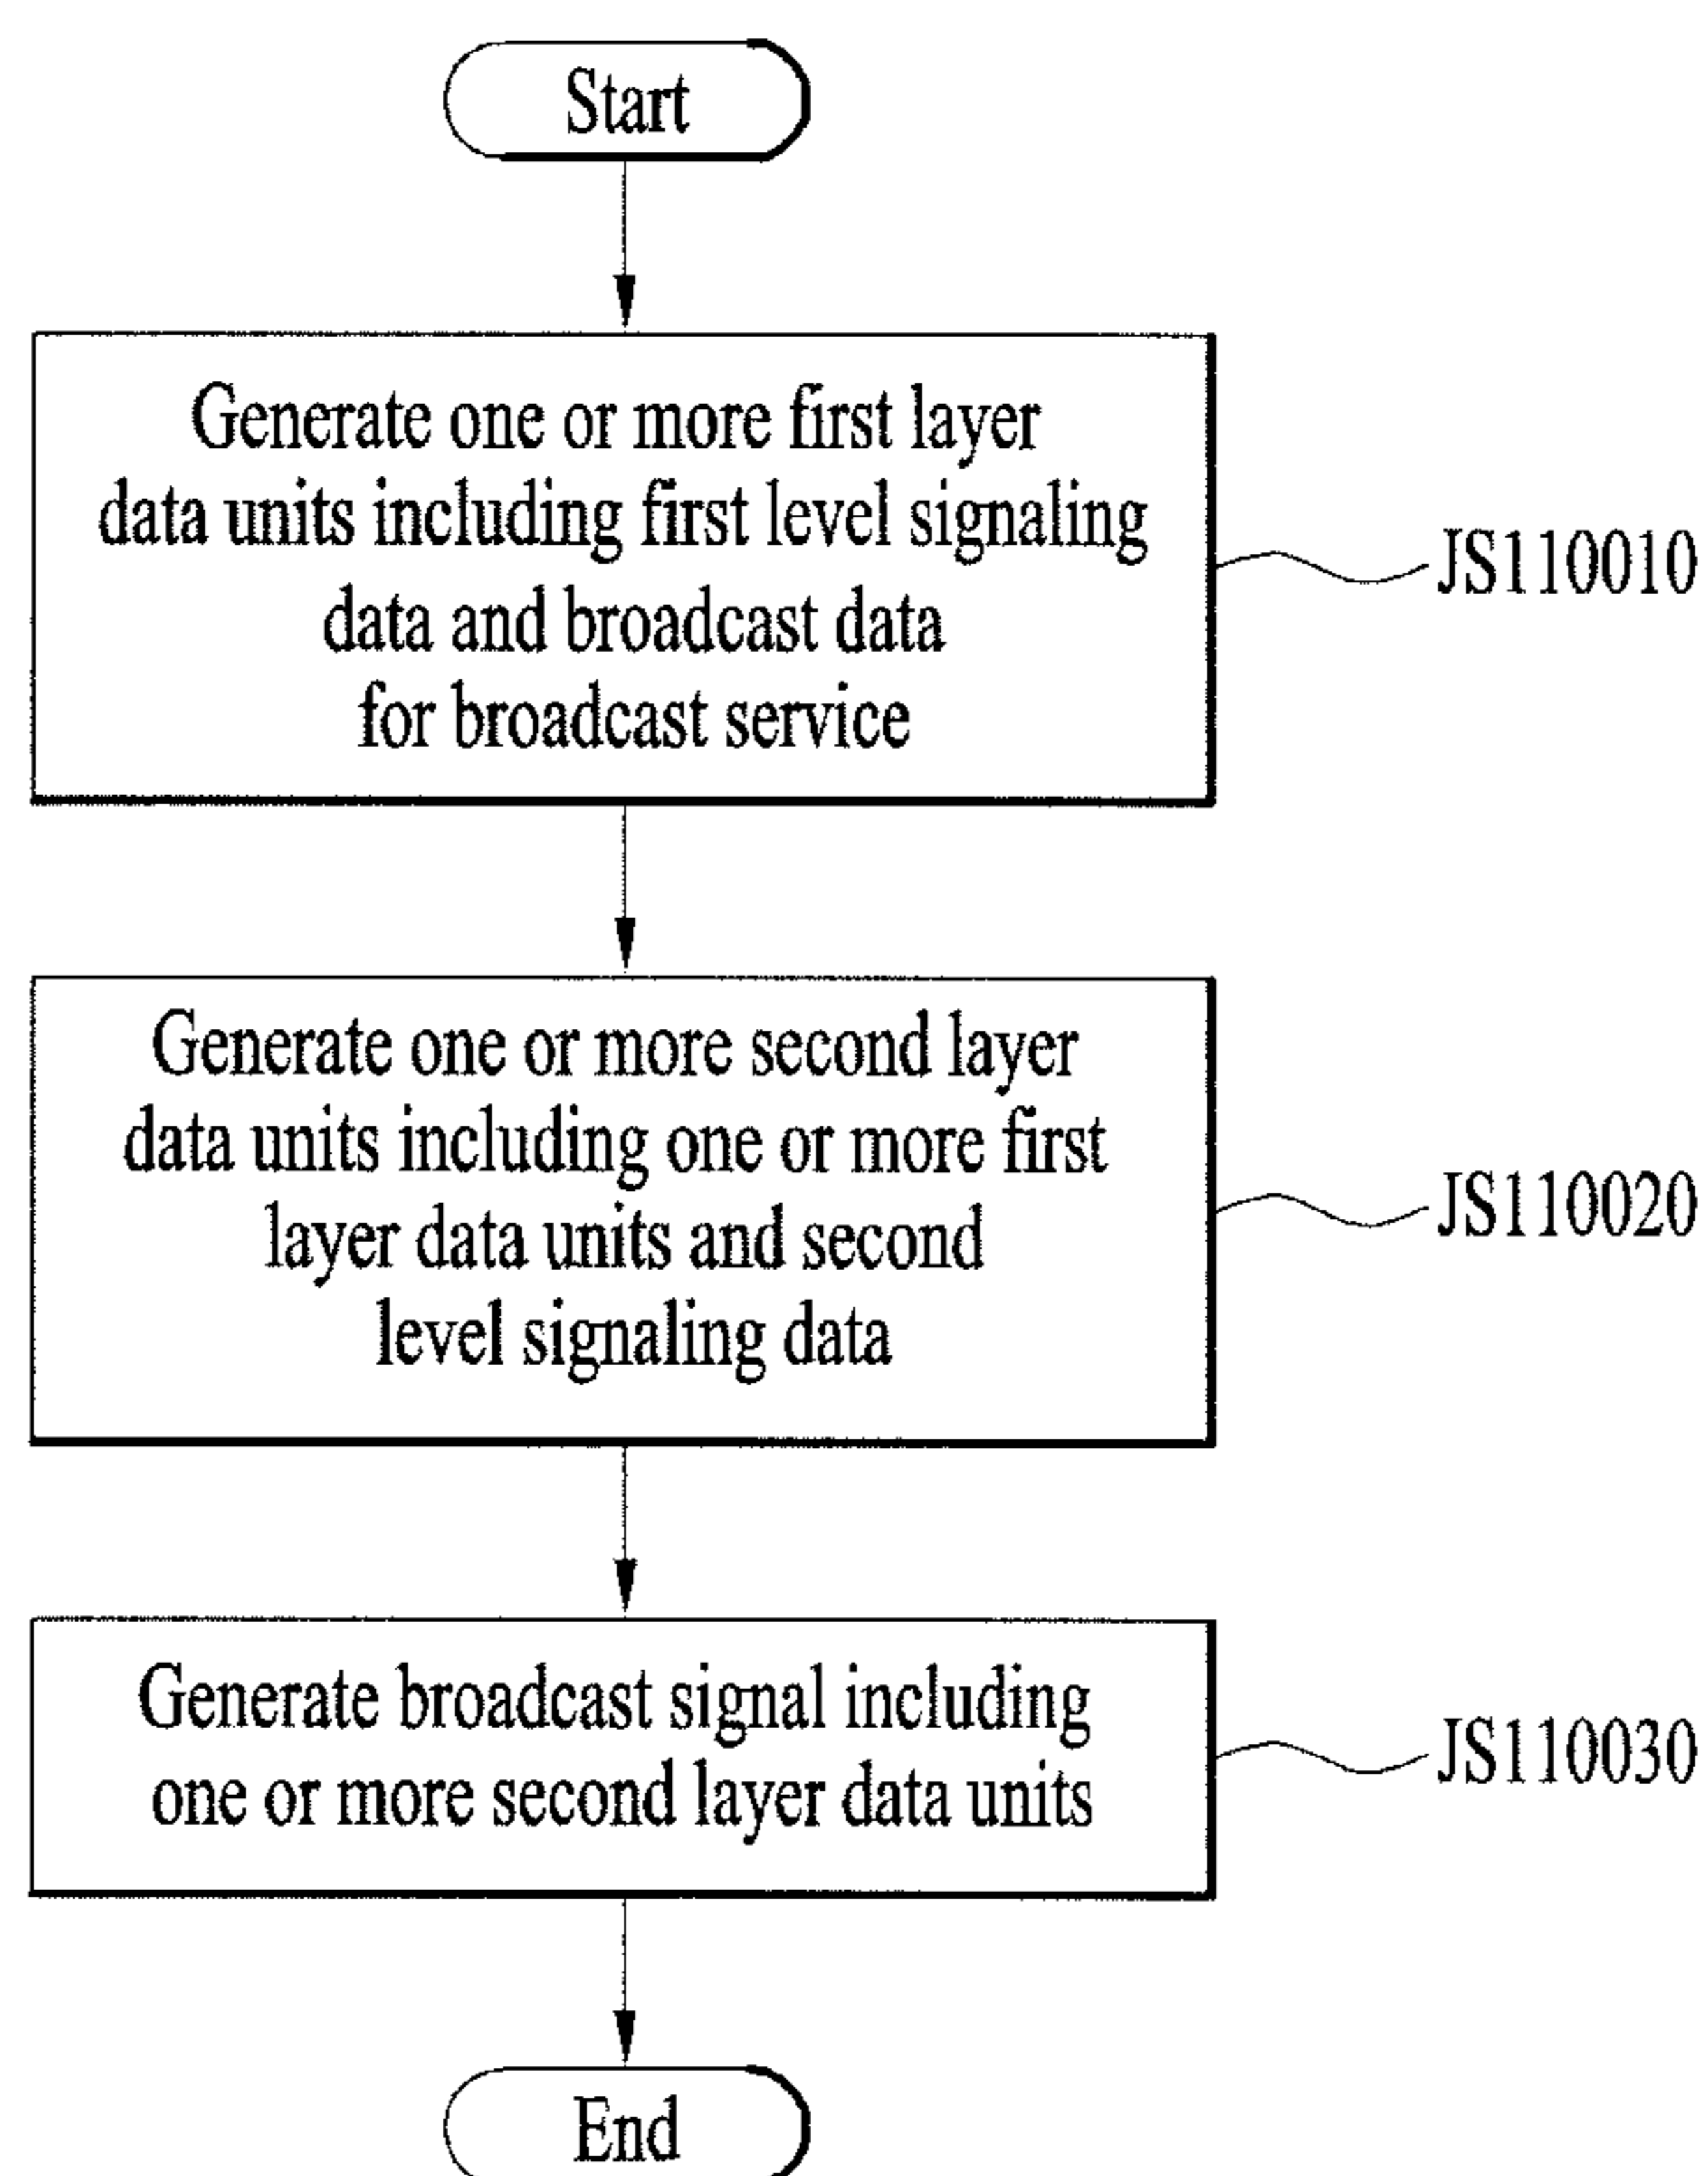 Start
Generate one or more first layer
data units including first level signaling
data and broadcast data
for broadcast service
JS110010
Generate one or more second layer
data units including one or more first
layer data units and second
level signaling data
JS110020
Generate broadcast signal including
one or more second layer data units
JS110030
End